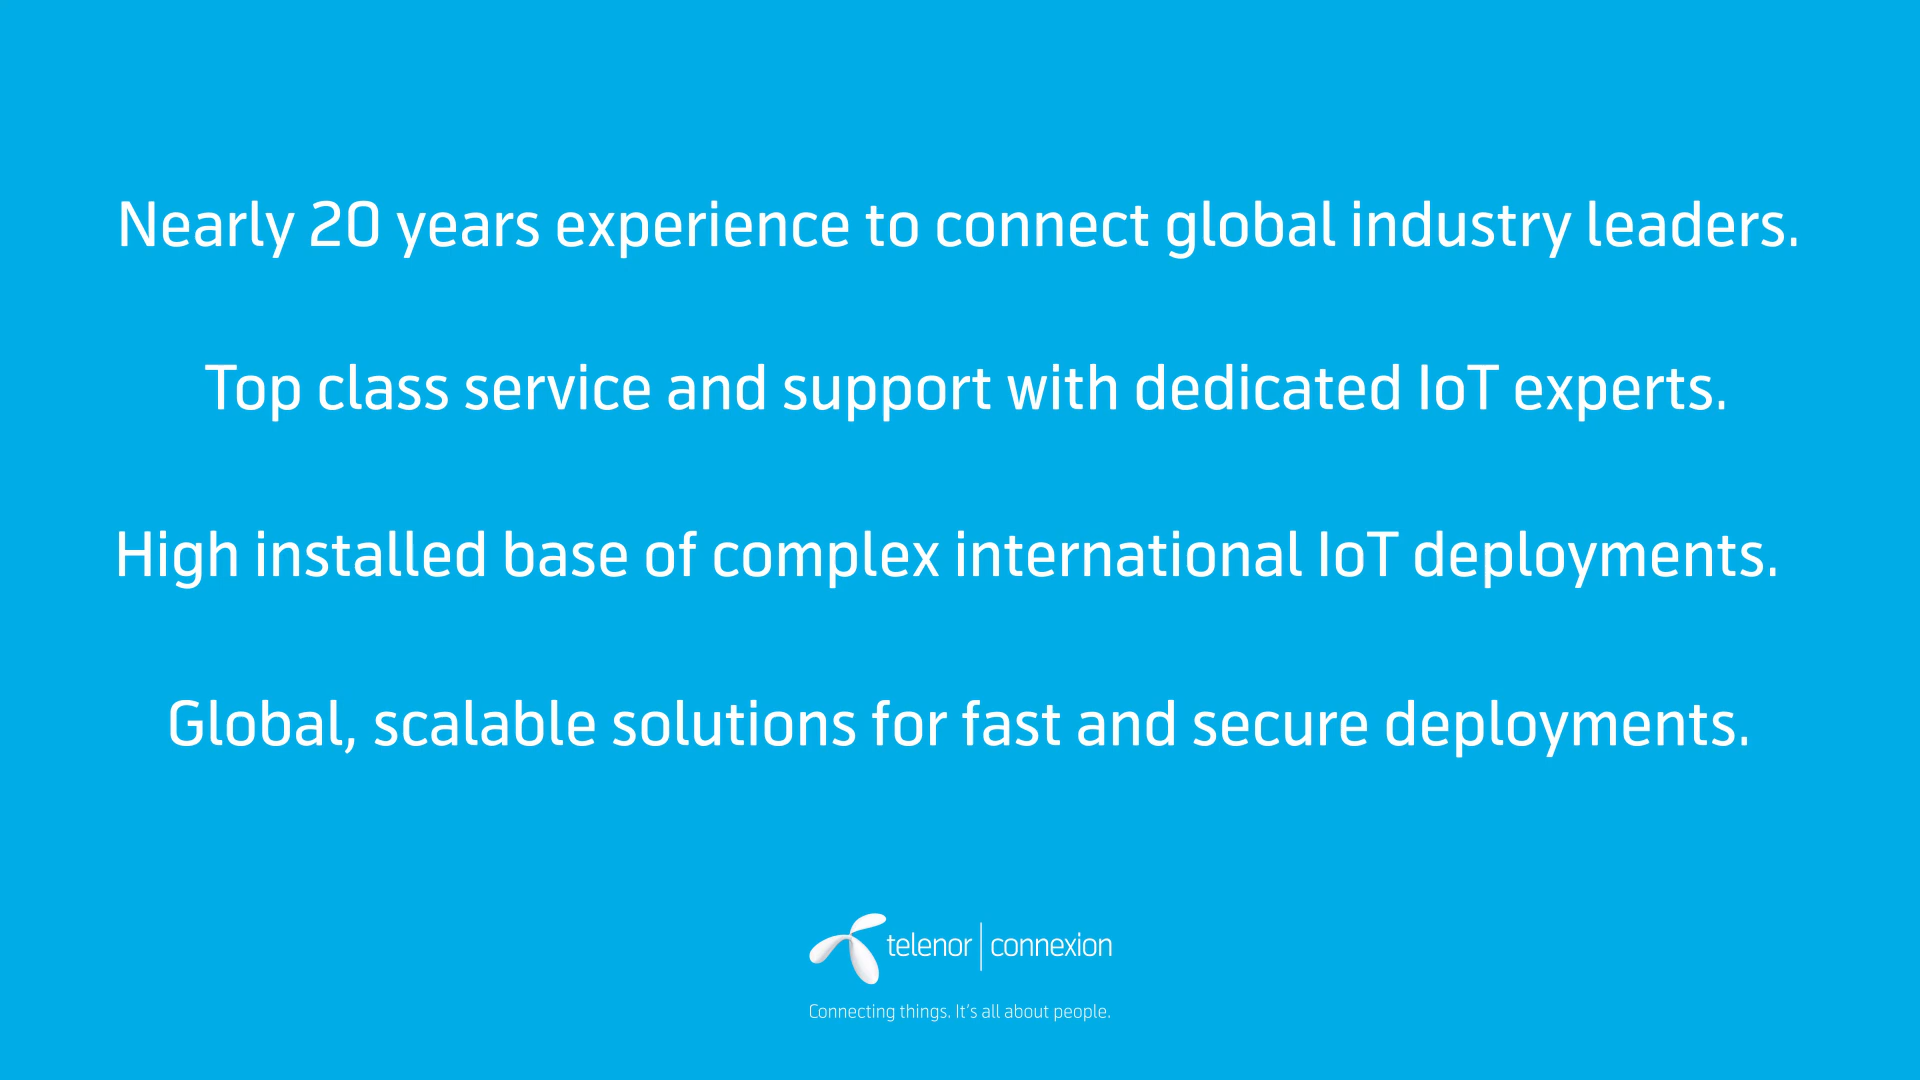 Nearly 20 years experience to connect global industry leaders.
Top class service and support with dedicated IoT experts.
High installed base of complex international IoT deployments.
Global, scalable solutions for fast and secure deployments.
telenor | connexion
Connecting things. It's all about people.